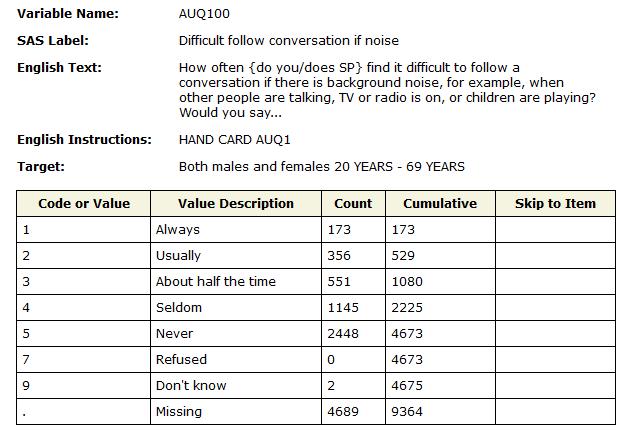 Variable Name: AUQ100
SAS Label: Difficult follow conversation if noise
English Text: How often {do you/does SP} find it difficult to follow a
conversation if there is background noise, for example, when
other people are talking, TV or radio is on, or children are playing?
Would you say...
English Instructions: HAND CARD AUQ1
Target: Both males and females 20 YEARS - 69 YEARS
Code or Value Value Description Count Cumulative Skip to Item
1 Always 173 173
2 Usually 356 529
3 About half the time 551 1080
4 Seldom 1145 2225
5 Never 2448 4673
7 Refused 0 4673
9 Don't know 2 4675
. Missing 4689 9364